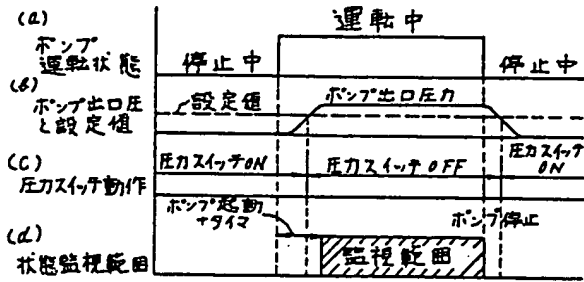 (a)
ポンプ
運転状態
停止中
運転中
停止中
(b)
ポンプ出口圧
と設定値
設定値
ポンプ出口圧力
(c)
圧力スイッチ動作
圧力スイッチON
圧力スイッチOFF
圧力スイッチ
ON
(d)
状態監視範囲
ポンプ起動
+タイマ
監視範囲
ポンプ停止